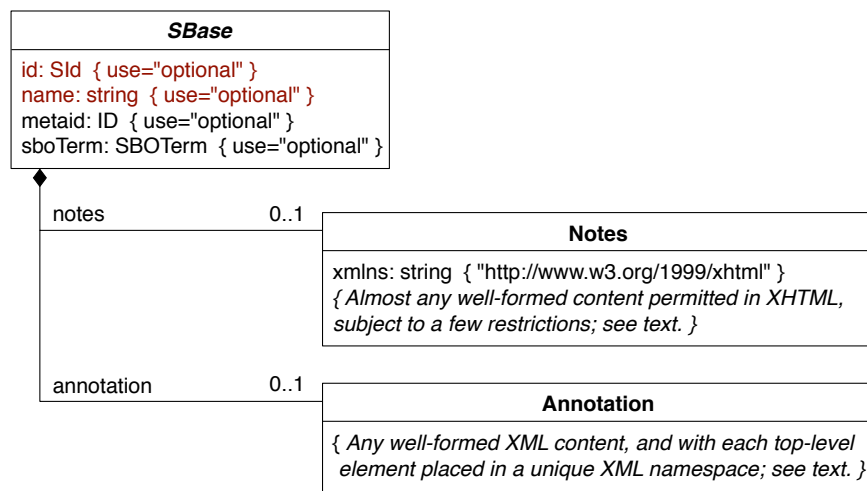 SBase
id: SId { use="optional" }
name: string { use="optional" }
metaid: ID { use="optional" }
sboTerm: SBOTerm { use="optional" }
notes 0..1
Notes
xmlns: string { "http://www.w3.org/1999/xhtml" }
{ Almost any well-formed content permitted in XHTML,
subject to a few restrictions; see text. }
annotation 0..1
Annotation
{ Any well-formed XML content, and with each top-level
element placed in a unique XML namespace; see text. }